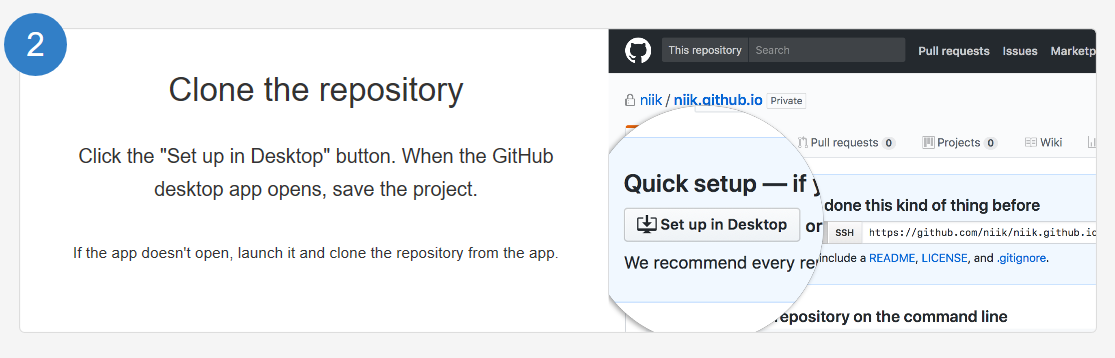 2
Clone the repository
Click the "Set up in Desktop" button. When the GitHub
desktop app opens, save the project.
If the app doesn't open, launch it and clone the repository from the app.
This repository Search Pull requests Issues Marketp
niik / niik.github.io Private
Pull requests 0 Projects 0 Wiki
Quick setup — if y
done this kind of thing before
Set up in Desktop or SSH https://github.com/niik/niik.github.io
We recommend every re
include a README, LICENSE, and .gitignore.
repository on the command line